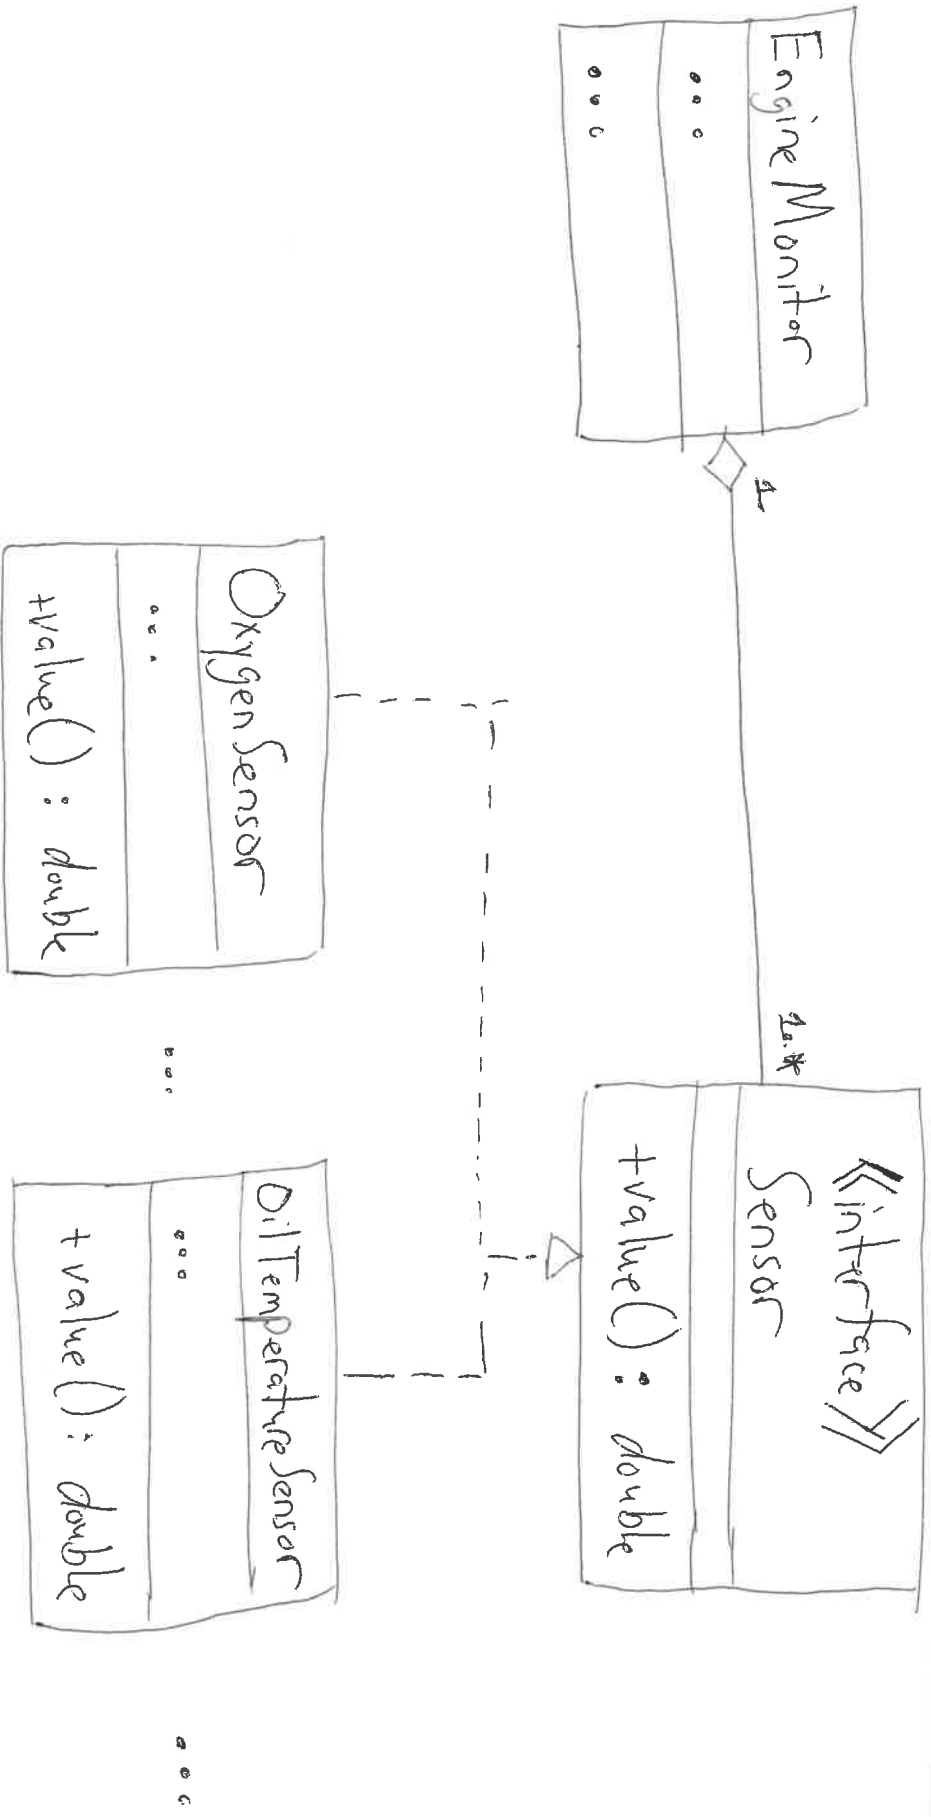 EngineMonitor
...
...
1
1..*
《interface》
Sensor
+value() : double
OxygenSensor
...
+value() : double
...
OilTemperatureSensor
...
+value() : double
...